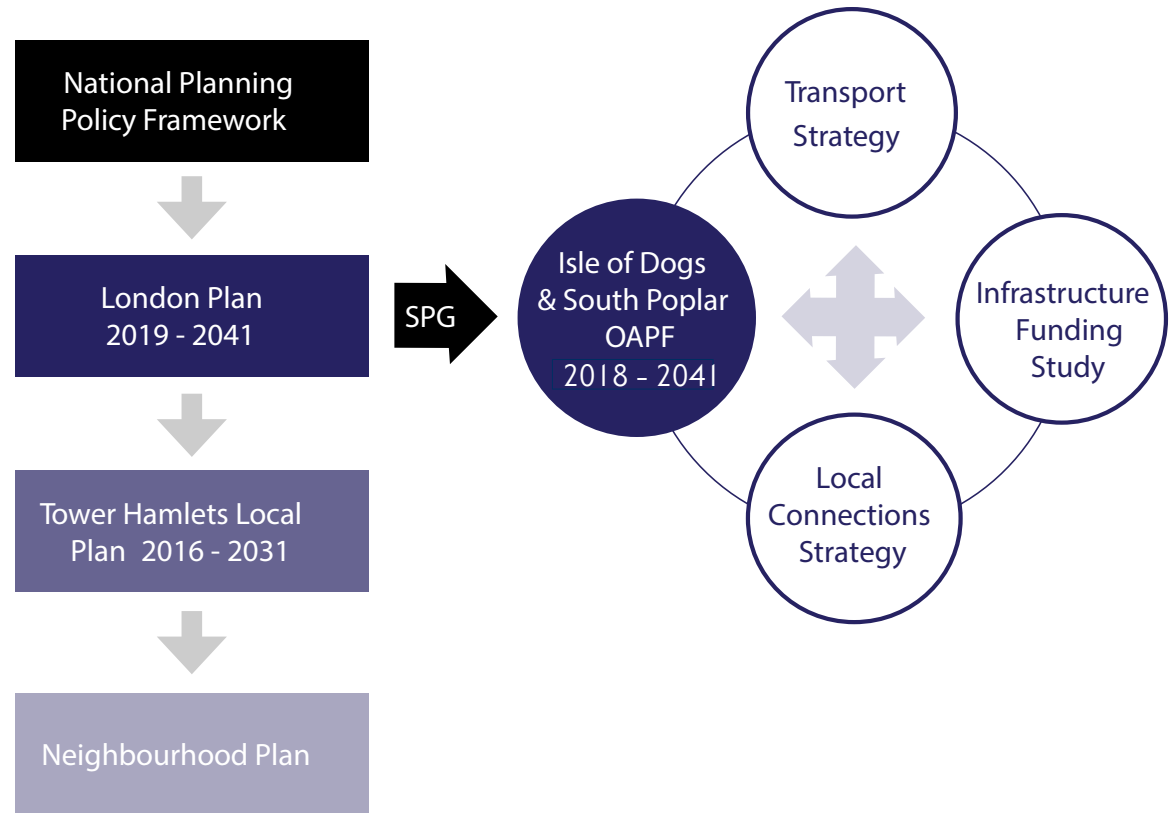 National Planning
Policy Framework
London Plan
2019 - 2041
Tower Hamlets Local
Plan 2016 - 2031
Neighbourhood Plan
SPG
Isle of Dogs
& South Poplar
OAPF
2018 - 2041
Transport
Strategy
Infrastructure
Funding
Study
Local
Connections
Strategy